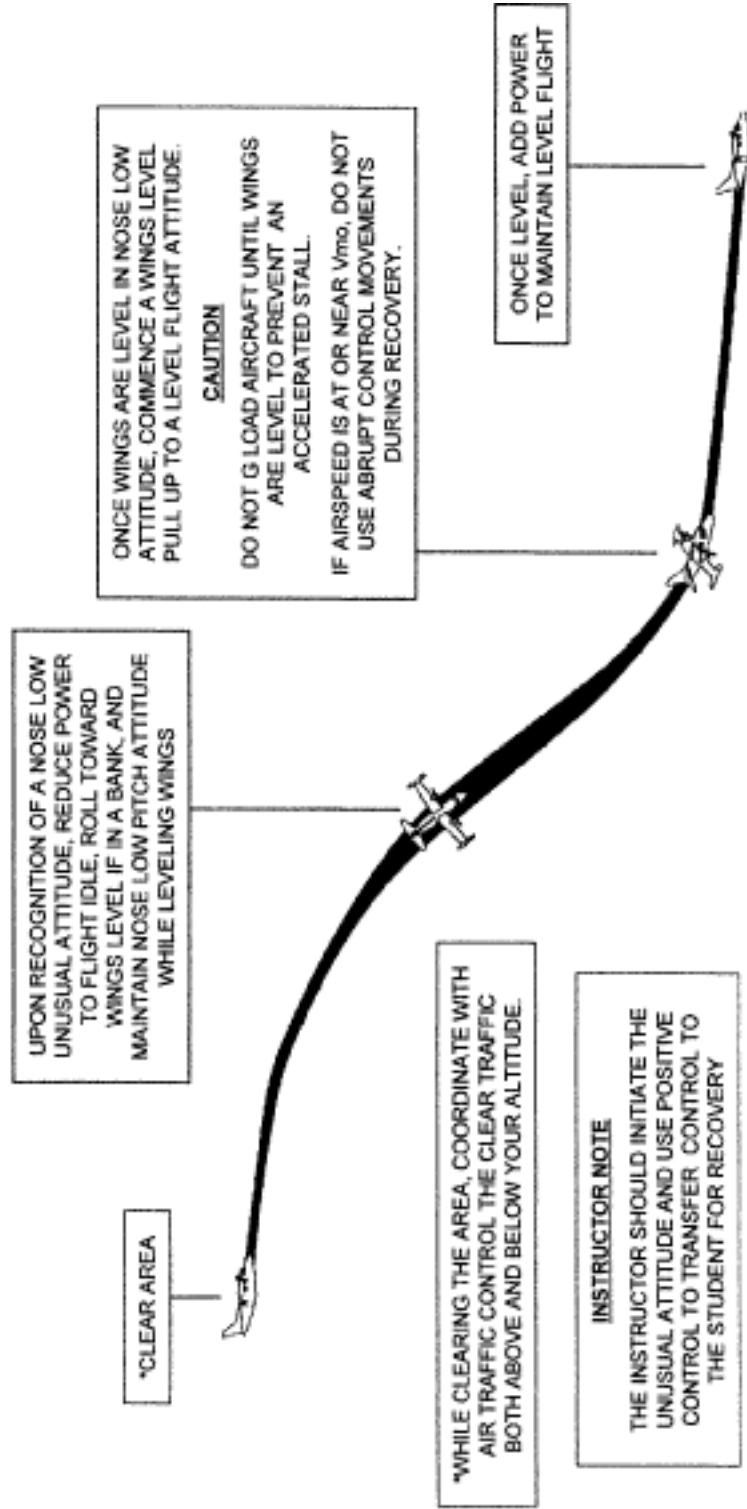 *CLEAR AREA
UPON RECOGNITION OF A NOSE LOW
UNUSUAL ATTITUDE, REDUCE POWER
TO FLIGHT IDLE, ROLL TOWARD
WINGS LEVEL IF IN A BANK, AND
MAINTAIN NOSE LOW PITCH ATTITUDE
WHILE LEVELING WINGS
ONCE WINGS ARE LEVEL IN NOSE LOW
ATTITUDE, COMMENCE A WINGS LEVEL
PULL UP TO A LEVEL FLIGHT ATTITUDE.
CAUTION
DO NOT G LOAD AIRCRAFT UNTIL WINGS
ARE LEVEL TO PREVENT AN
ACCELERATED STALL.
IF AIRSPEED IS AT OR NEAR Vmo, DO NOT
USE ABRUPT CONTROL MOVEMENTS
DURING RECOVERY.
ONCE LEVEL, ADD POWER
TO MAINTAIN LEVEL FLIGHT
*WHILE CLEARING THE AREA, COORDINATE WITH
AIR TRAFFIC CONTROL THE CLEAR TRAFFIC
BOTH ABOVE AND BELOW YOUR ALTITUDE.
INSTRUCTOR NOTE
THE INSTRUCTOR SHOULD INITIATE THE
UNUSUAL ATTITUDE AND USE POSITIVE
CONTROL TO TRANSFER CONTROL TO
THE STUDENT FOR RECOVERY